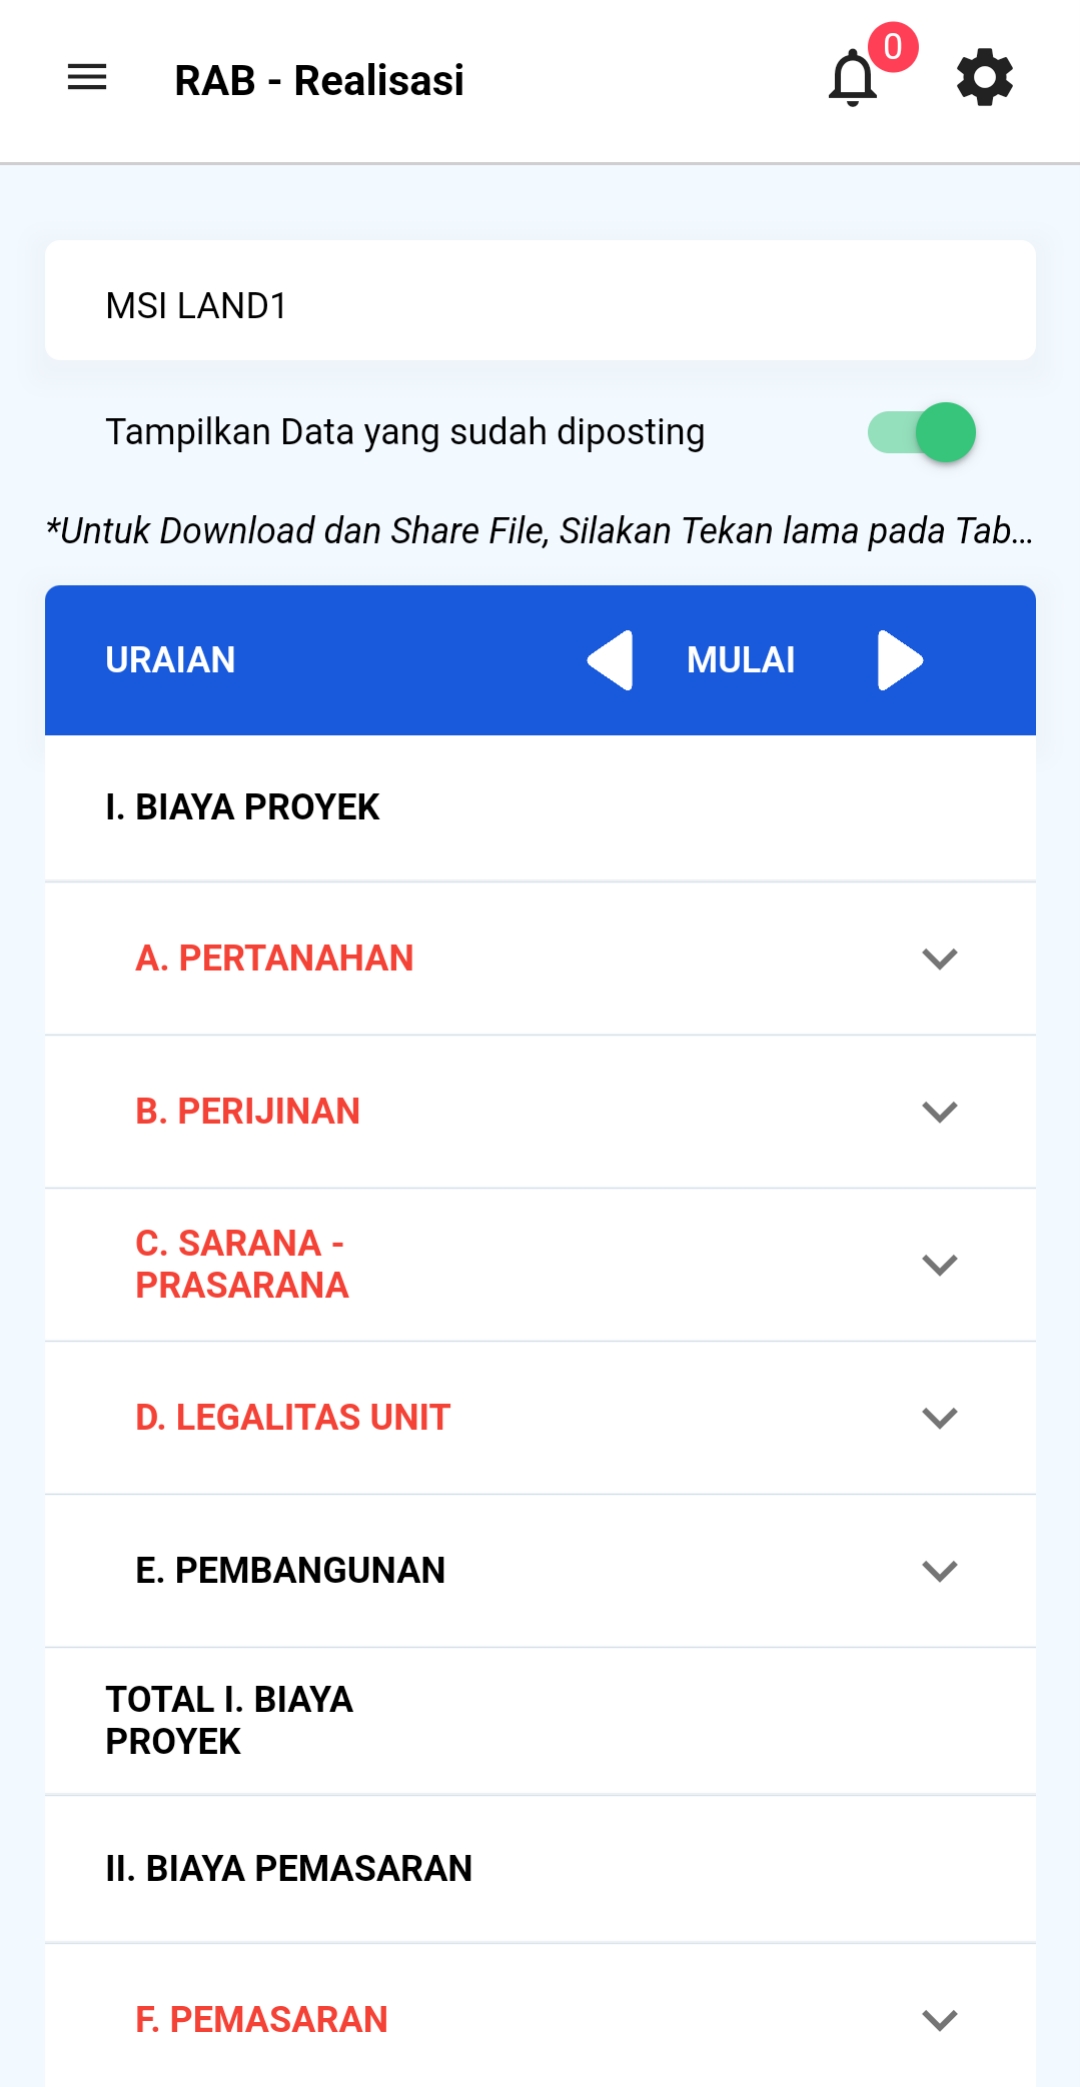 RAB - Realisasi
0
MSI LAND1
Tampilkan Data yang sudah diposting
*Untuk Download dan Share File, Silakan Tekan lama pada Tab...
URAIAN
MULAI
I. BIAYA PROYEK
A. PERTANAHAN
B. PERIJINAN
C. SARANA -
PRASARANA
D. LEGALITAS UNIT
E. PEMBANGUNAN
TOTAL I. BIAYA
PROYEK
II. BIAYA PEMASARAN
F. PEMASARAN